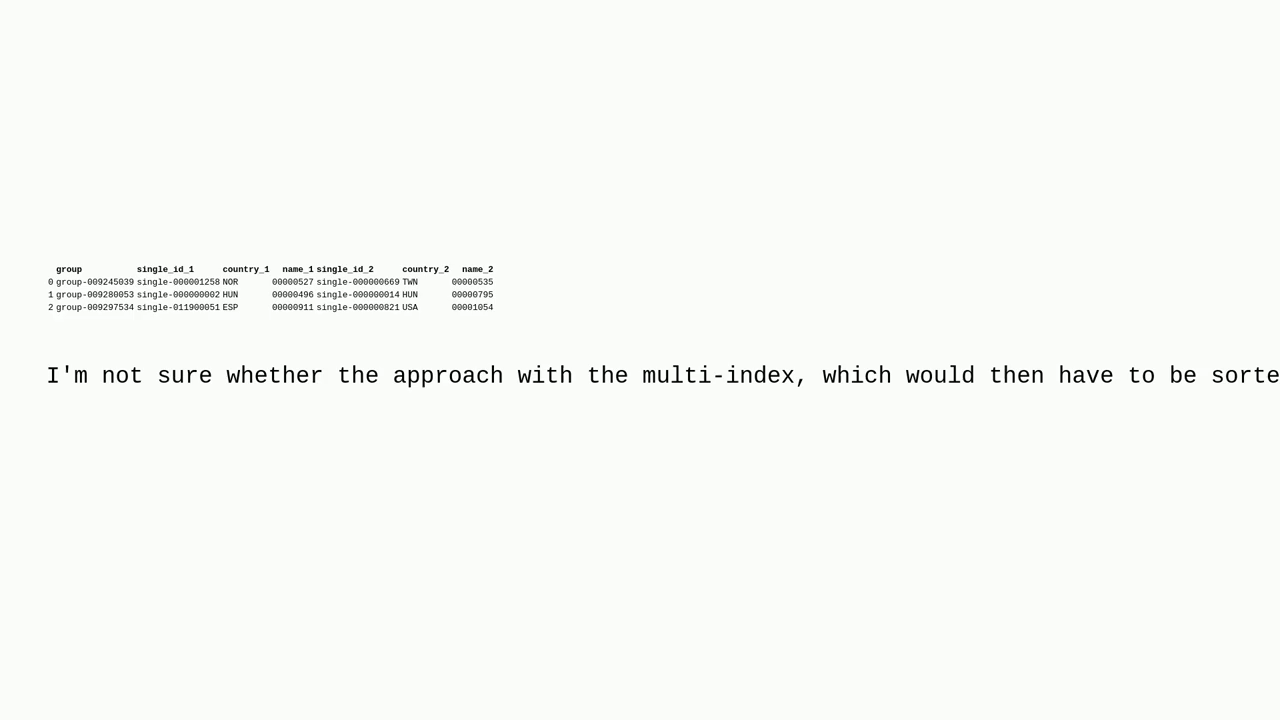 group single_id_1 country_1 name_1 single_id_2 country_2 name_2
0 group-009245039 single-000001258 NOR 00000527 single-000000669 TWN 00000535
1 group-009280053 single-000000002 HUN 00000496 single-000000014 HUN 00000795
2 group-009297534 single-011900051 ESP 00000911 single-000000821 USA 00001054
I'm not sure whether the approach with the multi-index, which would then have to be sorte